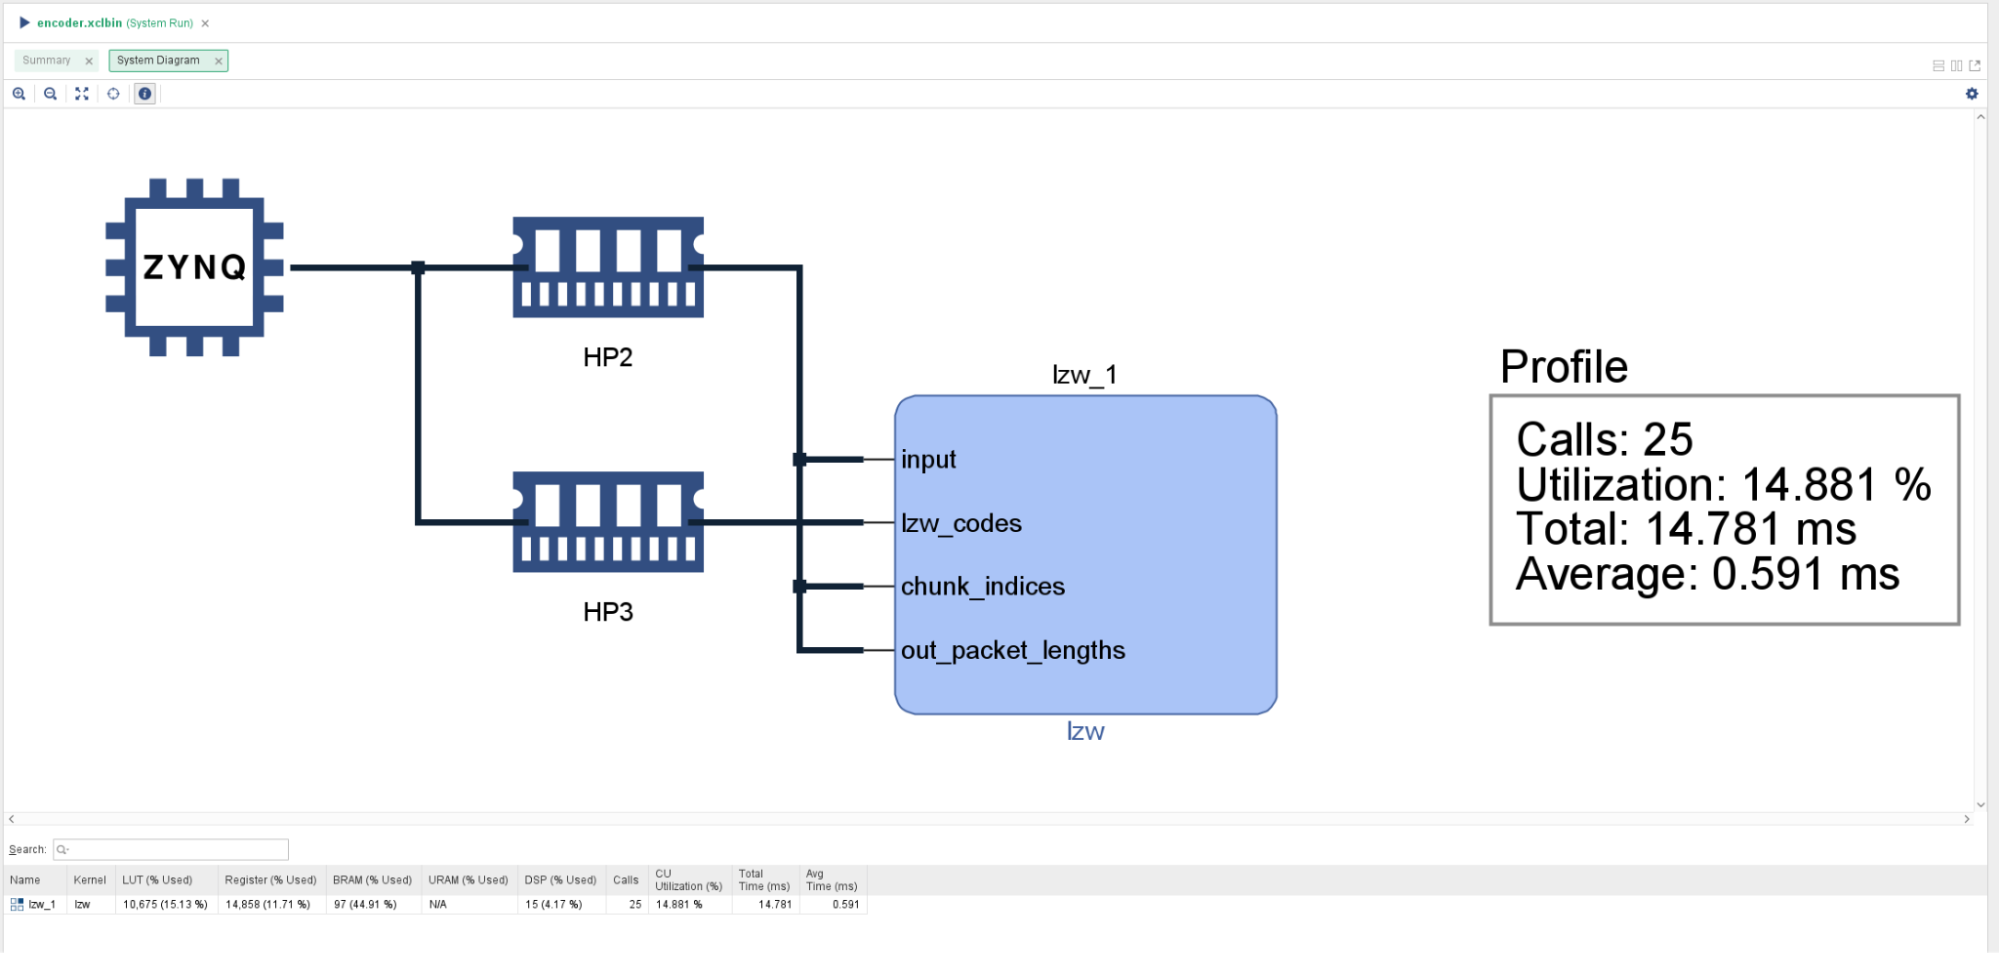 encoder.xclbin (System Run)
Summary
System Diagram
ZYNQ
HP2
HP3
lzw_1
input
lzw_codes
chunk_indices
out_packet_lengths
lzw
Profile
Calls: 25
Utilization: 14.881 %
Total: 14.781 ms
Average: 0.591 ms
Search:
Name Kernel LUT (% Used) Register (% Used) BRAM (% Used) URAM (% Used) DSP (% Used) Calls CU Utilization (%) Total Time (ms) Avg Time (ms)
lzw_1 lzw 10,675 (15.13 %) 14,858 (11.71 %) 97 (44.91 %) N/A 15 (4.17 %) 25 14.881 % 14.781 0.591